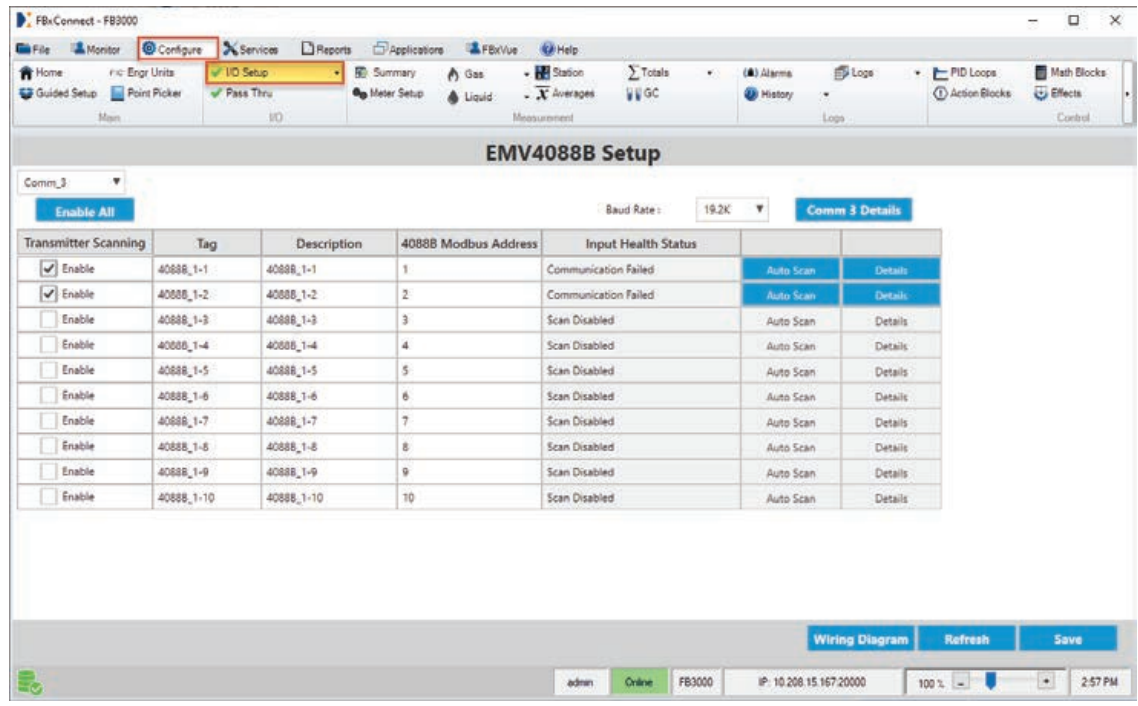 FBxConnect - FB3000
File Monitor Configure Services Reports Applications FBxVue Help
Home Engr Units I/O Setup Summary Gas Station Totals (A) Alarms Logs PID Loops Math Blocks
Guided Setup Point Picker Pass Thru Meter Setup Liquid X Averages GC History Action Blocks Effects
Main I/O Measurement Logs Control
EMV4088B Setup
Comm_3
Enable All Baud Rate : 19.2K Comm 3 Details
Transmitter Scanning Tag Description 4088B Modbus Address Input Health Status
Enable 4088B_1-1 4088B_1-1 1 Communication Failed Auto Scan Details
Enable 4088B_1-2 4088B_1-2 2 Communication Failed Auto Scan Details
Enable 4088B_1-3 4088B_1-3 3 Scan Disabled Auto Scan Details
Enable 4088B_1-4 4088B_1-4 4 Scan Disabled Auto Scan Details
Enable 4088B_1-5 4088B_1-5 5 Scan Disabled Auto Scan Details
Enable 4088B_1-6 4088B_1-6 6 Scan Disabled Auto Scan Details
Enable 4088B_1-7 4088B_1-7 7 Scan Disabled Auto Scan Details
Enable 4088B_1-8 4088B_1-8 8 Scan Disabled Auto Scan Details
Enable 4088B_1-9 4088B_1-9 9 Scan Disabled Auto Scan Details
Enable 4088B_1-10 4088B_1-10 10 Scan Disabled Auto Scan Details
Wiring Diagram Refresh Save
admin Online FB3000 IP: 10.208.15.167:20000 100 % - + 2:57 PM